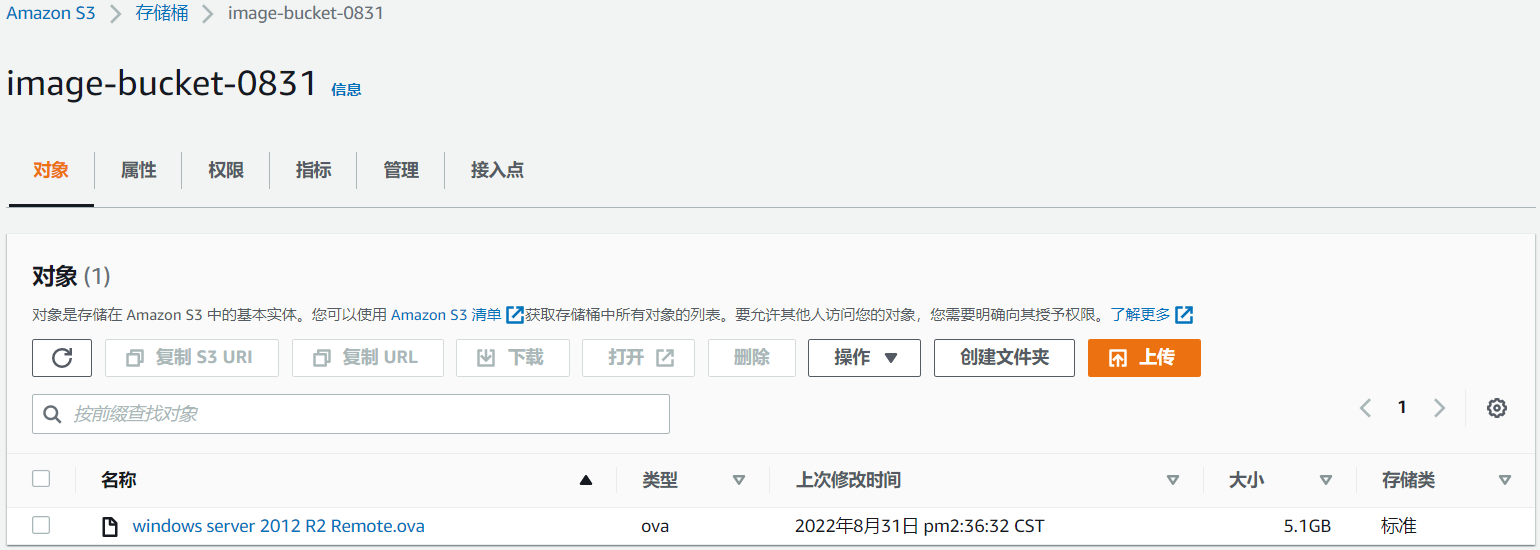 Amazon S3 > 存储桶 > image-bucket-0831
image-bucket-0831 信息
对象 属性 权限 指标 管理 接入点
对象 (1)
对象是存储在 Amazon S3 中的基本实体。您可以使用 Amazon S3 清单 获取存储桶中所有对象的列表。要允许其他人访问您的对象，您需要明确向其授予权限。了解更多
复制 S3 URI 复制 URL 下载 打开 删除 操作 创建文件夹 上传
按前缀查找对象 1
名称 类型 上次修改时间 大小 存储类
windows server 2012 R2 Remote.ova ova 2022年8月31日 pm2:36:32 CST 5.1GB 标准